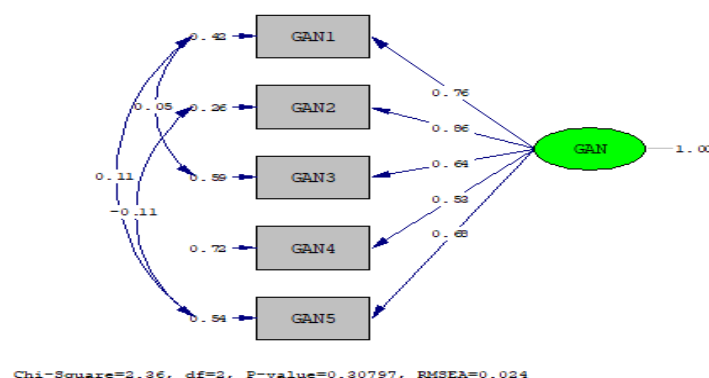 0.42 GAN1
0.76
0.05 0.26 GAN2
0.86
GAN 1.00
0.11 0.59 GAN3
0.64
-0.11
0.53
0.72 GAN4
0.68
0.54 GAN5
Chi-Square=2.36, df=2, P-value=0.30797, RMSEA=0.024